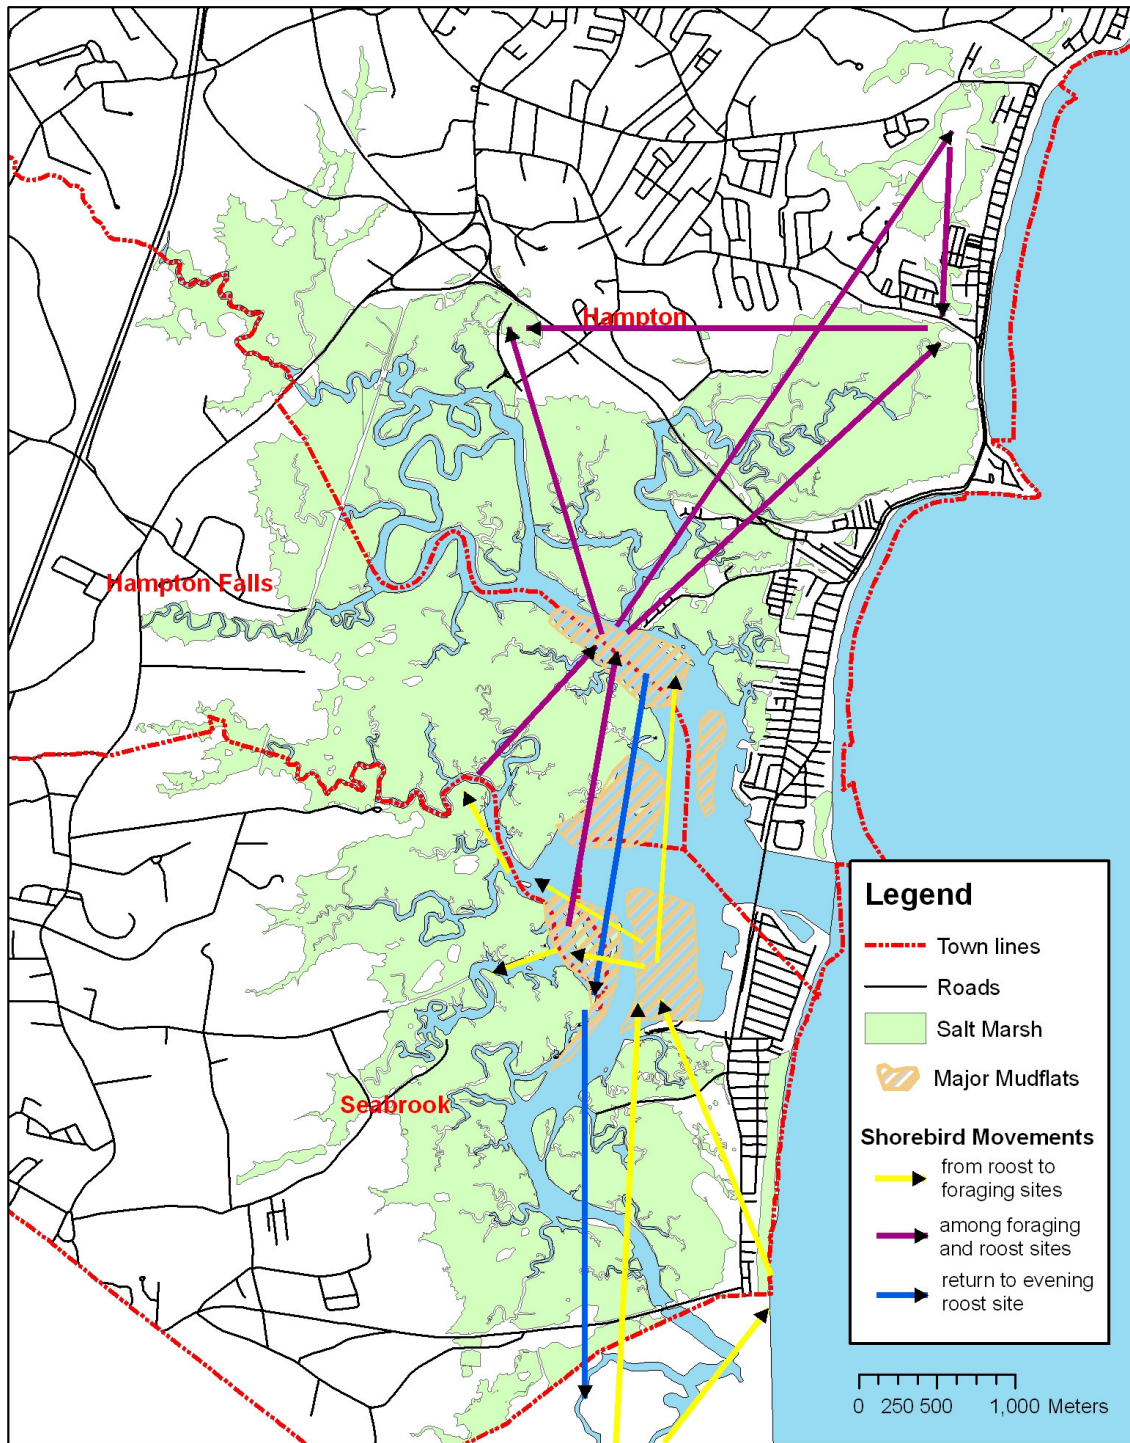 Hampton
Hampton Falls
Seabrook
Legend
Town lines
Roads
Salt Marsh
Major Mudflats
Shorebird Movements
from roost to
foraging sites
among foraging
and roost sites
return to evening
roost site
0 250 500 1,000 Meters